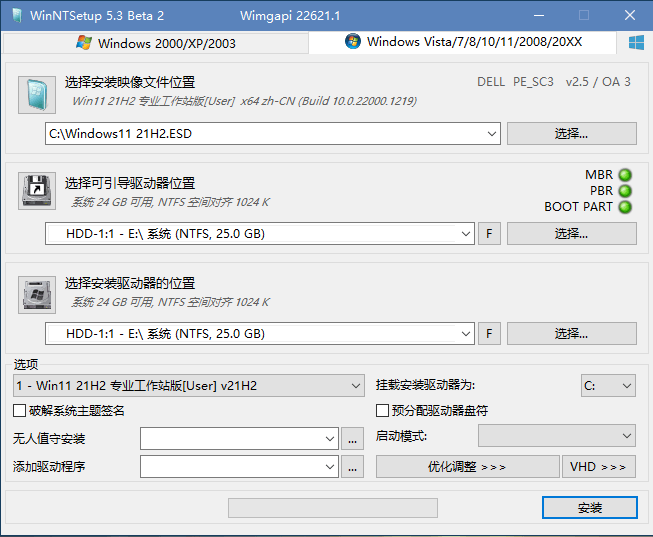 WinNTSetup 5.3 Beta 2 Wimgapi 22621.1
Windows 2000/XP/2003 Windows Vista/7/8/10/11/2008/20XX
选择安装映像文件位置 DELL PE_SC3 v2.5 / OA 3
Win11 21H2 专业工作站版[User] x64 zh-CN (Build 10.0.22000.1219)
C:\Windows11 21H2.ESD 选择...
MBR
选择可引导驱动器位置 PBR
系统 24 GB 可用, NTFS 空间对齐 1024 K BOOT PART
HDD-1:1 - E:\ 系统 (NTFS, 25.0 GB) F 选择...
选择安装驱动器的位置
系统 24 GB 可用, NTFS 空间对齐 1024 K
HDD-1:1 - E:\ 系统 (NTFS, 25.0 GB) F 选择...
选项
1 - Win11 21H2 专业工作站版[User] v21H2 挂载安装驱动器为: C:
破解系统主题签名 预分配驱动器盘符
无人值守安装 ... 启动模式:
添加驱动程序 ... 优化调整 >>> VHD >>>
安装